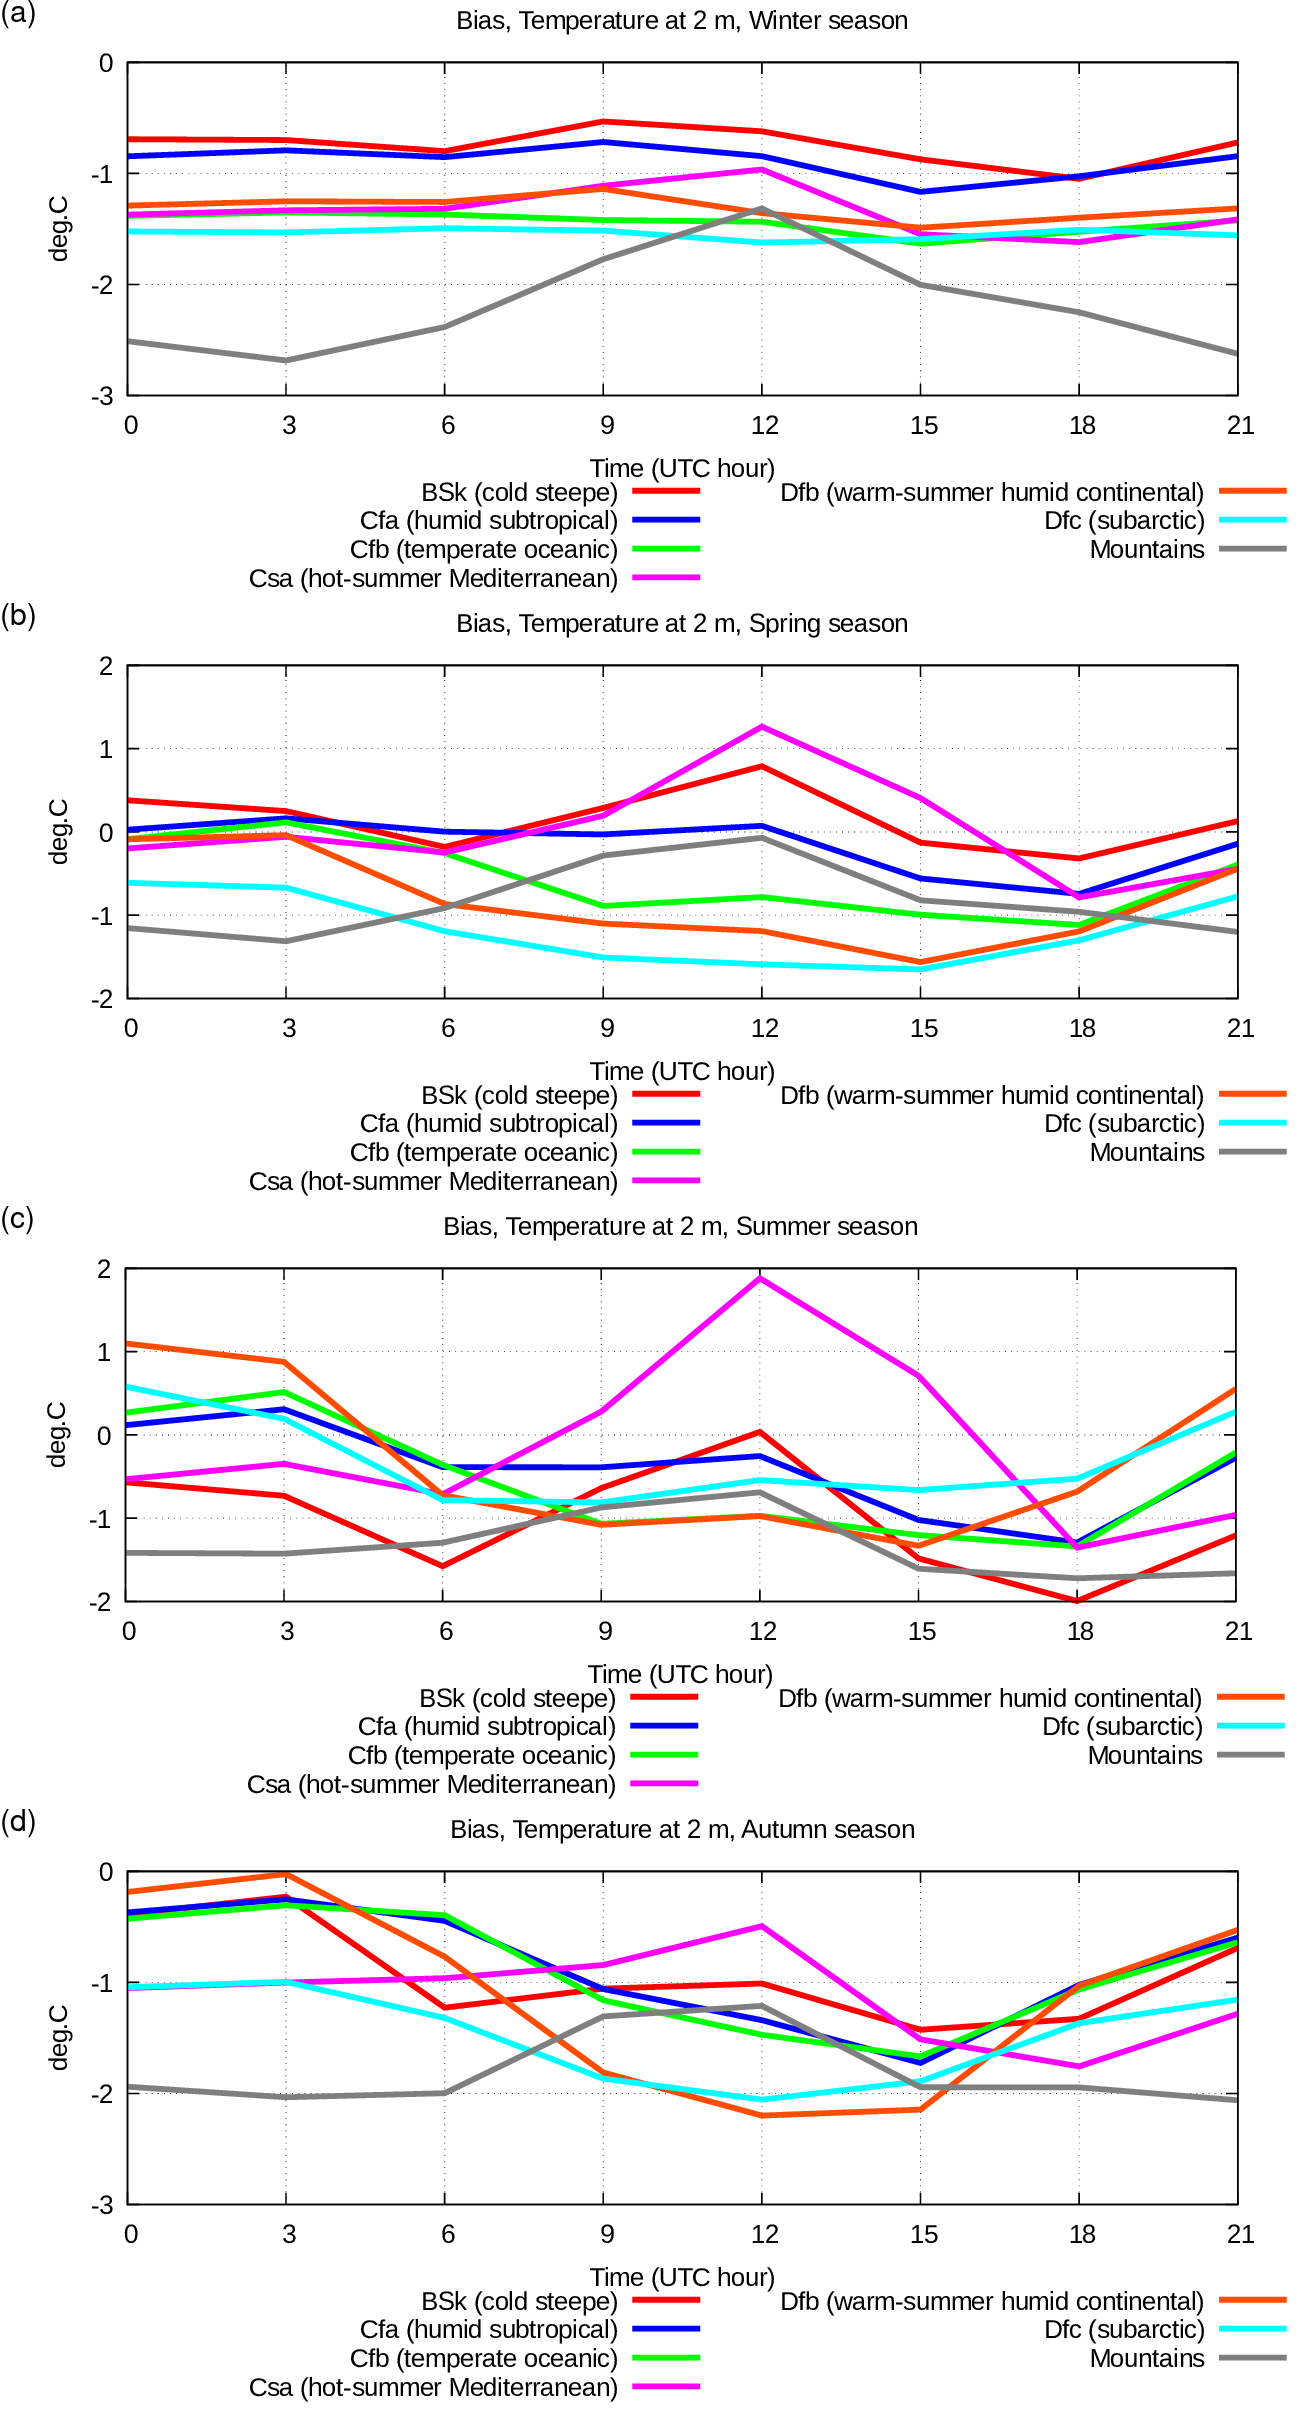 (a)
Bias, Temperature at 2 m, Winter season
0
-1
-2
-3
deg.C
0 3 6 9 12 15 18 21
Time (UTC hour)
BSk (cold steepe) Dfb (warm-summer humid continental)
Cfa (humid subtropical) Dfc (subarctic)
Cfb (temperate oceanic) Mountains
Csa (hot-summer Mediterranean)
(b)
Bias, Temperature at 2 m, Spring season
2
1
0
-1
-2
deg.C
0 3 6 9 12 15 18 21
Time (UTC hour)
BSk (cold steepe) Dfb (warm-summer humid continental)
Cfa (humid subtropical) Dfc (subarctic)
Cfb (temperate oceanic) Mountains
Csa (hot-summer Mediterranean)
(c)
Bias, Temperature at 2 m, Summer season
2
1
0
-1
-2
deg.C
0 3 6 9 12 15 18 21
Time (UTC hour)
BSk (cold steepe) Dfb (warm-summer humid continental)
Cfa (humid subtropical) Dfc (subarctic)
Cfb (temperate oceanic) Mountains
Csa (hot-summer Mediterranean)
(d)
Bias, Temperature at 2 m, Autumn season
0
-1
-2
-3
deg.C
0 3 6 9 12 15 18 21
Time (UTC hour)
BSk (cold steepe) Dfb (warm-summer humid continental)
Cfa (humid subtropical) Dfc (subarctic)
Cfb (temperate oceanic) Mountains
Csa (hot-summer Mediterranean)